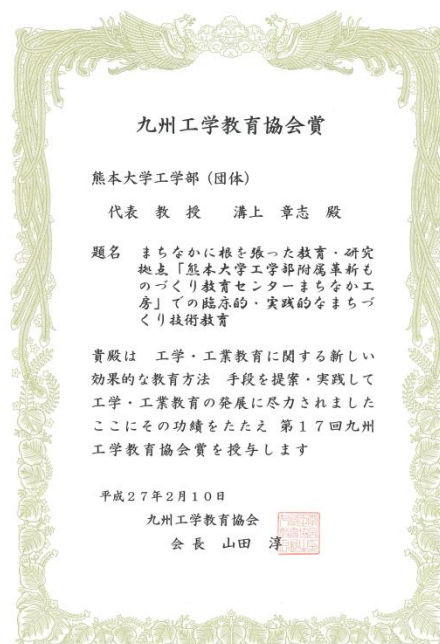 九州工学教育協会賞
熊本大学工学部（団体）
代表 教授 溝上 章志 殿
題名 まちなかに根を張った教育・研究
拠点「熊本大学工学部附属革新も
のづくり教育センターまちなか工
房」での臨床的・実践的なまちづ
くり技術教育
貴殿は 工学・工業教育に関する新しい
効果的な教育方法 手段を提案・実践して
工学・工業教育の発展に尽力されました
ここにその功績をたたえ 第１７回九州
工学教育協会賞を授与します
平成２７年２月１０日
九州工学教育協会
会長 山田 淳